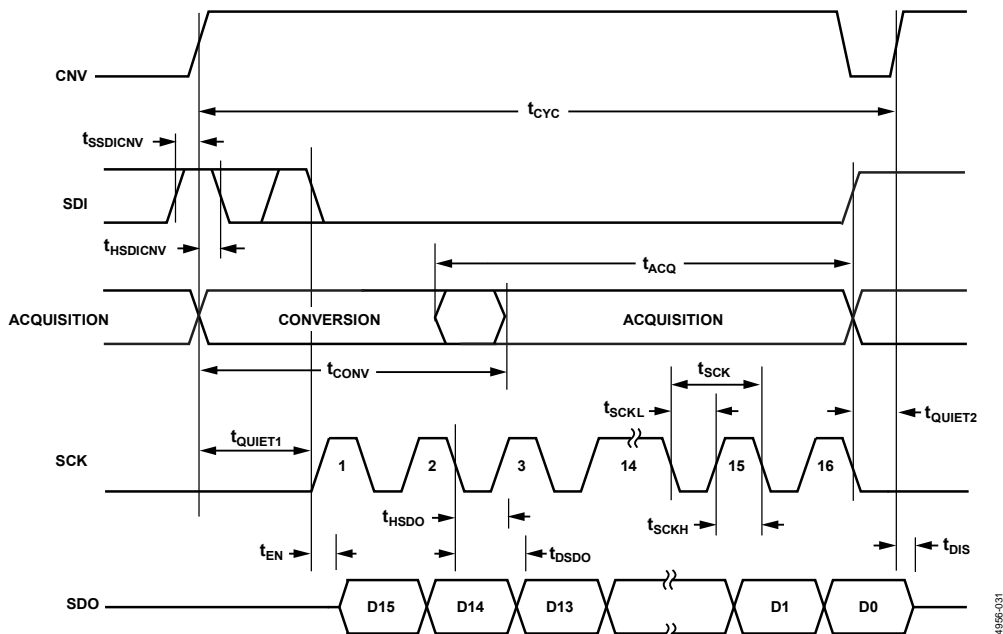 CNV
tCYC
tSSDICNV
SDI
tHSDICNV
tACQ
ACQUISITION
CONVERSION
ACQUISITION
tCONV
tSCK
tSCKL
tQUIET2
tQUIET1
SCK
1
2
3
14
15
16
tHSDO
tSCKH
tEN
tDSDO
tDIS
SDO
D15
D14
D13
D1
D0
4956-031